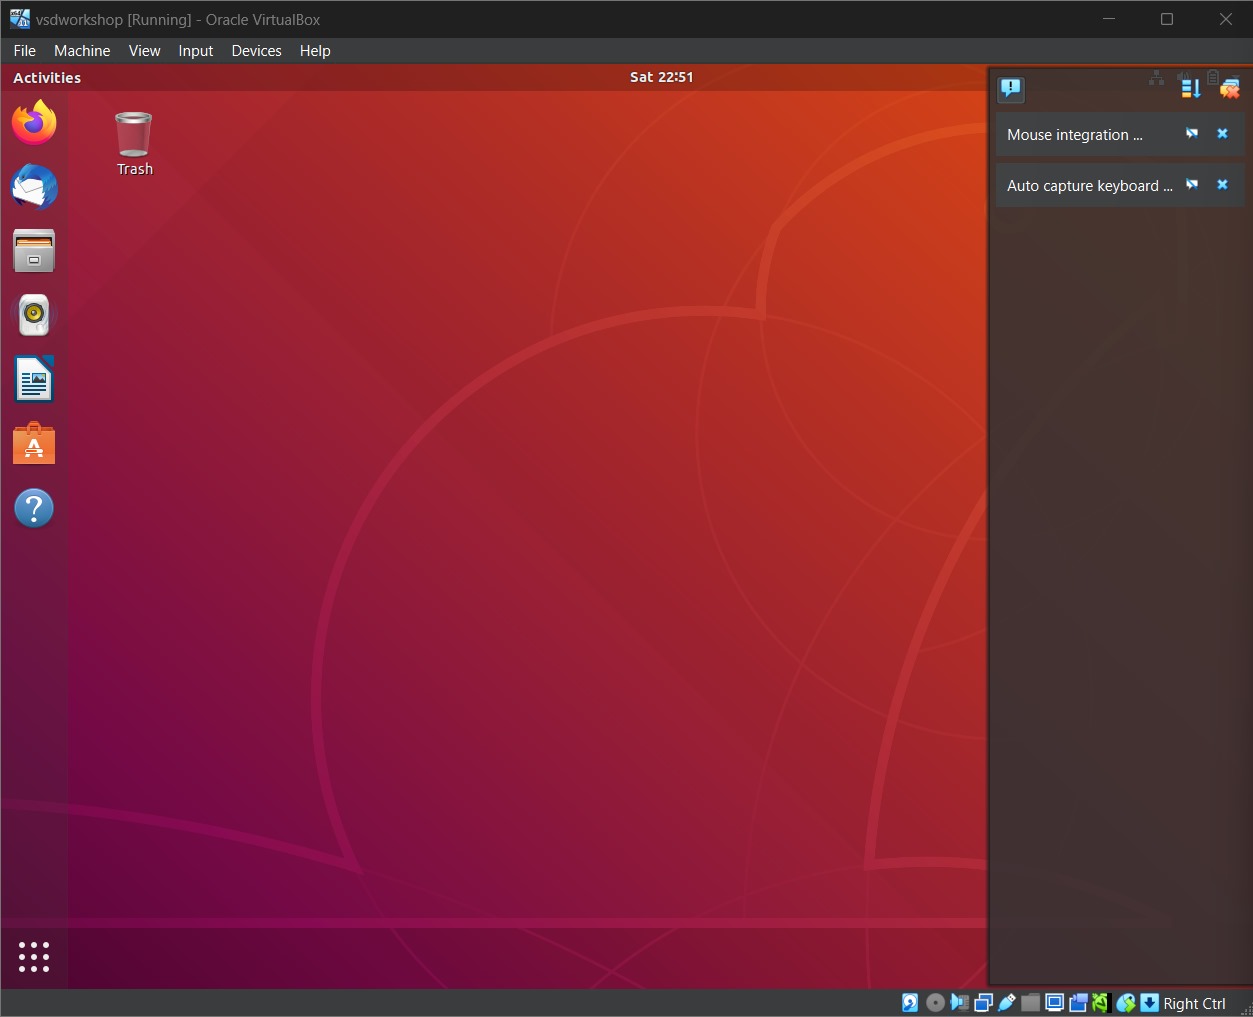 vsdworkshop [Running] - Oracle VirtualBox
File Machine View Input Devices Help
Activities
Sat 22:51
Trash
Mouse integration ...
Auto capture keyboard ...
Right Ctrl